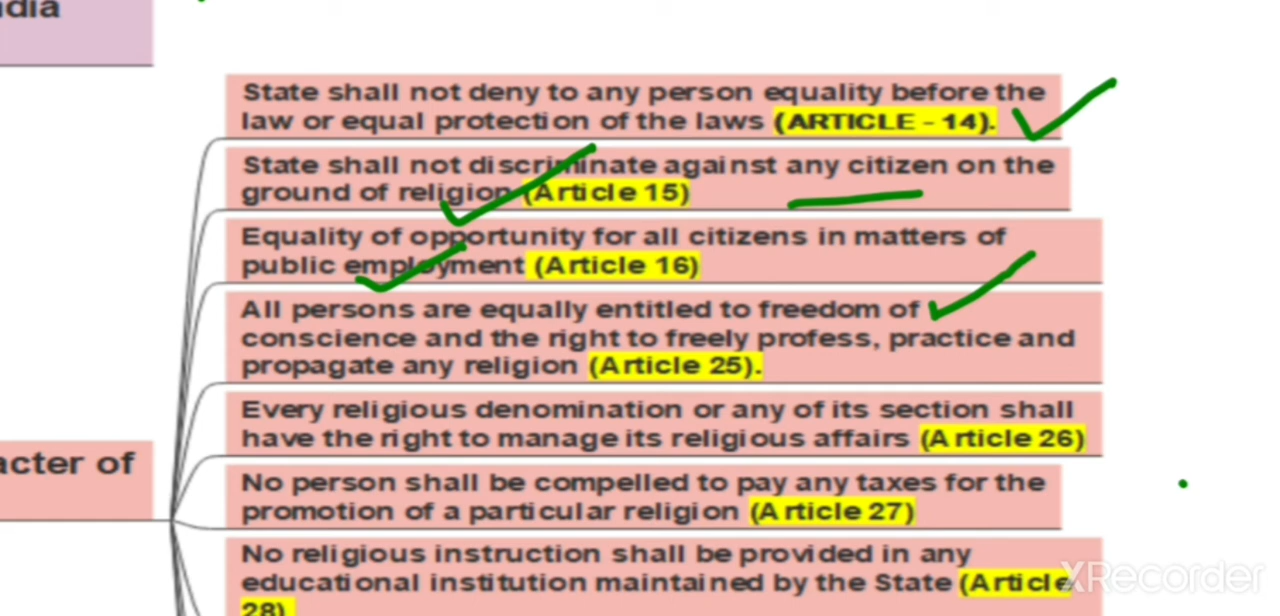 dia
State shall not deny to any person equality before the
law or equal protection of the laws (ARTICLE - 14).
State shall not discriminate against any citizen on the
ground of religion (Article 15)
Equality of opportunity for all citizens in matters of
public employment (Article 16)
All persons are equally entitled to freedom of
conscience and the right to freely profess, practice and
propagate any religion (Article 25).
Every religious denomination or any of its section shall
have the right to manage its religious affairs (Article 26)
acter of
No person shall be compelled to pay any taxes for the
promotion of a particular religion (Article 27)
No religious instruction shall be provided in any
educational institution maintained by the State (Article
28)
XRecorder